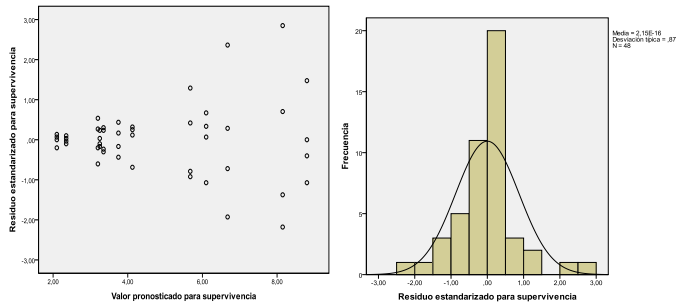 Residuo estandarizado para supervivencia
3,00
2,00
1,00
,00
-1,00
-2,00
-3,00
2,00 4,00 6,00 8,00
Valor pronosticado para supervivencia
Frecuencia
20
15
10
5
0
-3,00 -2,00 -1,00 ,00 1,00 2,00 3,00
Residuo estandarizado para supervivencia
Media = 2,15E-16
Desviación típica = ,87
N = 48